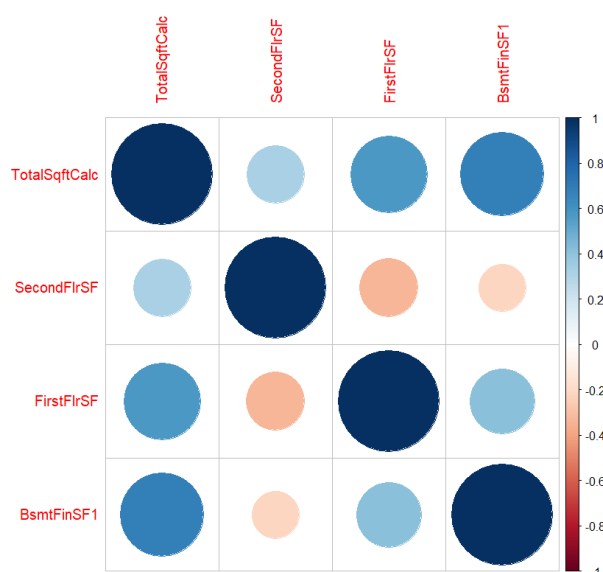 TotalSqftCalc
SecondFlrSF
FirstFlrSF
BsmtFinSF1
TotalSqftCalc
SecondFlrSF
FirstFlrSF
BsmtFinSF1
1
0.8
0.6
0.4
0.2
0
-0.2
-0.4
-0.6
-0.8
-1